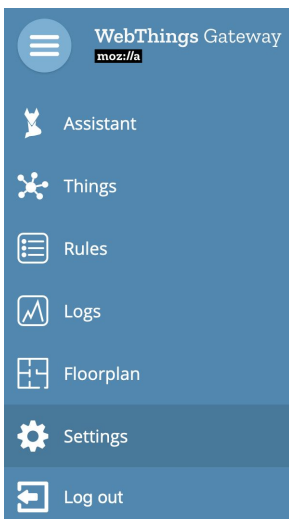 WebThings Gateway
moz://a
Assistant
Things
Rules
Logs
Floorplan
Settings
Log out